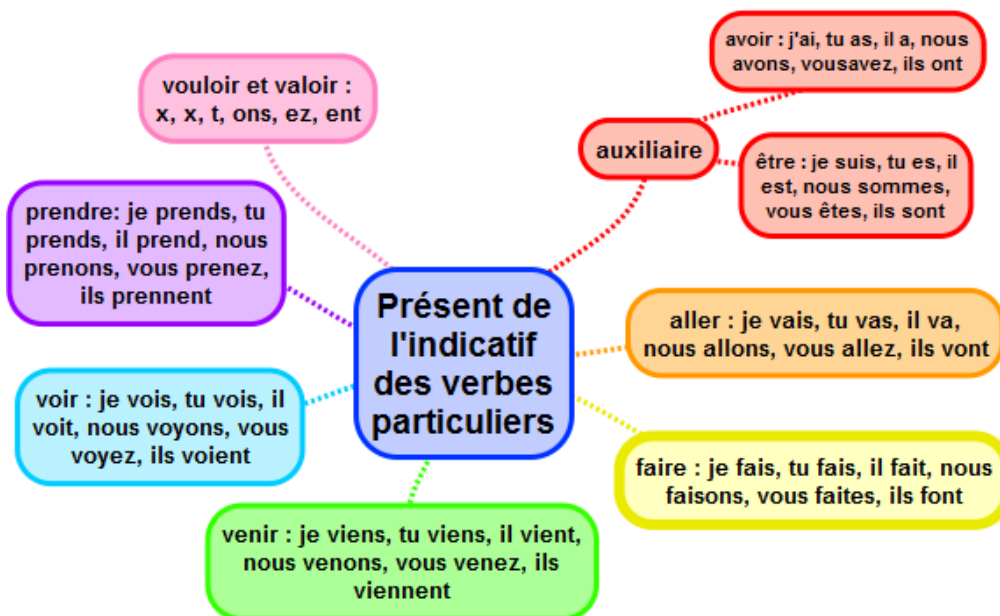 avoir : j'ai, tu as, il a, nous
avons, vousavez, ils ont
vouloir et valoir :
x, x, t, ons, ez, ent
auxiliaire
être : je suis, tu es, il
est, nous sommes,
vous êtes, ils sont
prendre: je prends, tu
prends, il prend, nous
prenons, vous prenez,
ils prennent
Présent de
l'indicatif
des verbes
particuliers
aller : je vais, tu vas, il va,
nous allons, vous allez, ils vont
voir : je vois, tu vois, il
voit, nous voyons, vous
voyez, ils voient
faire : je fais, tu fais, il fait, nous
faisons, vous faites, ils font
venir : je viens, tu viens, il vient,
nous venons, vous venez, ils
viennent